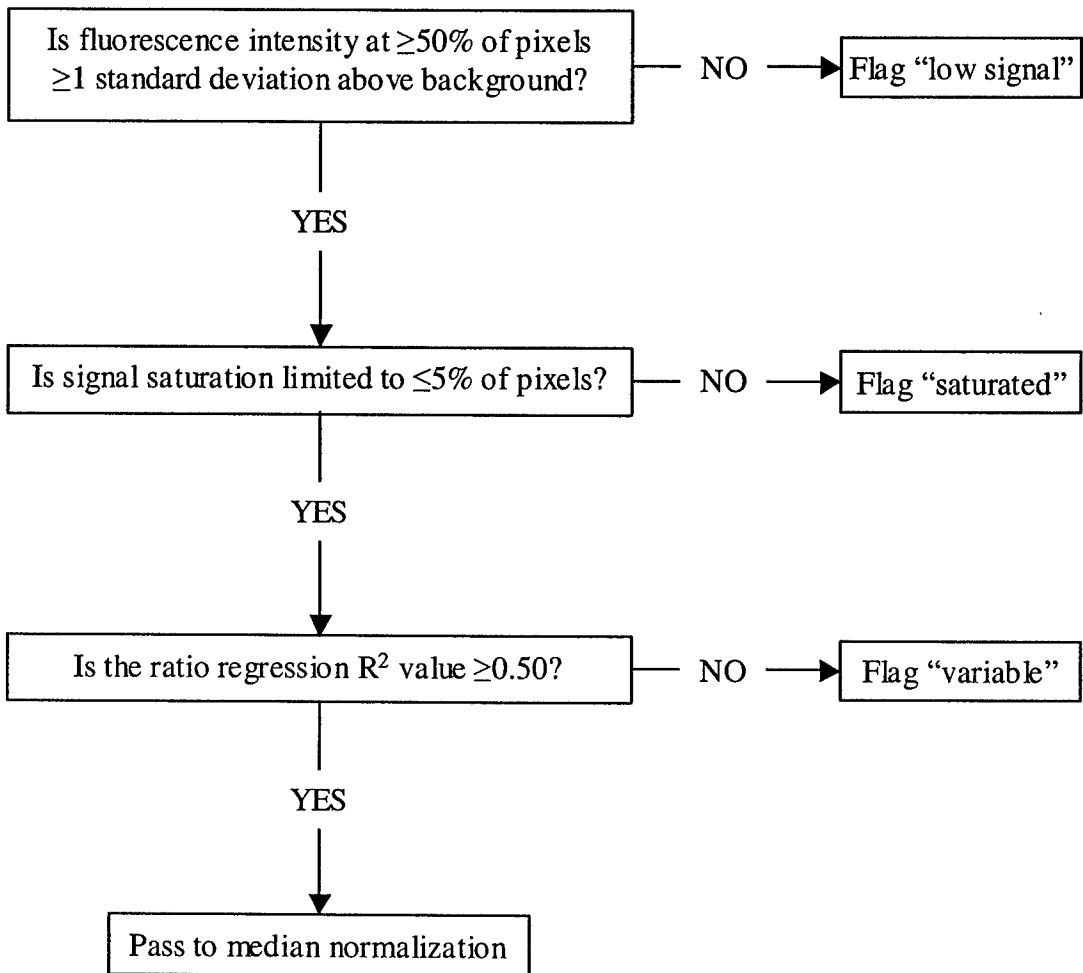 Is fluorescence intensity at ≥50% of pixels
≥1 standard deviation above background?
NO
Flag “low signal”
YES
Is signal saturation limited to ≤5% of pixels?
NO
Flag “saturated”
YES
Is the ratio regression R² value ≥0.50?
NO
Flag “variable”
YES
Pass to median normalization